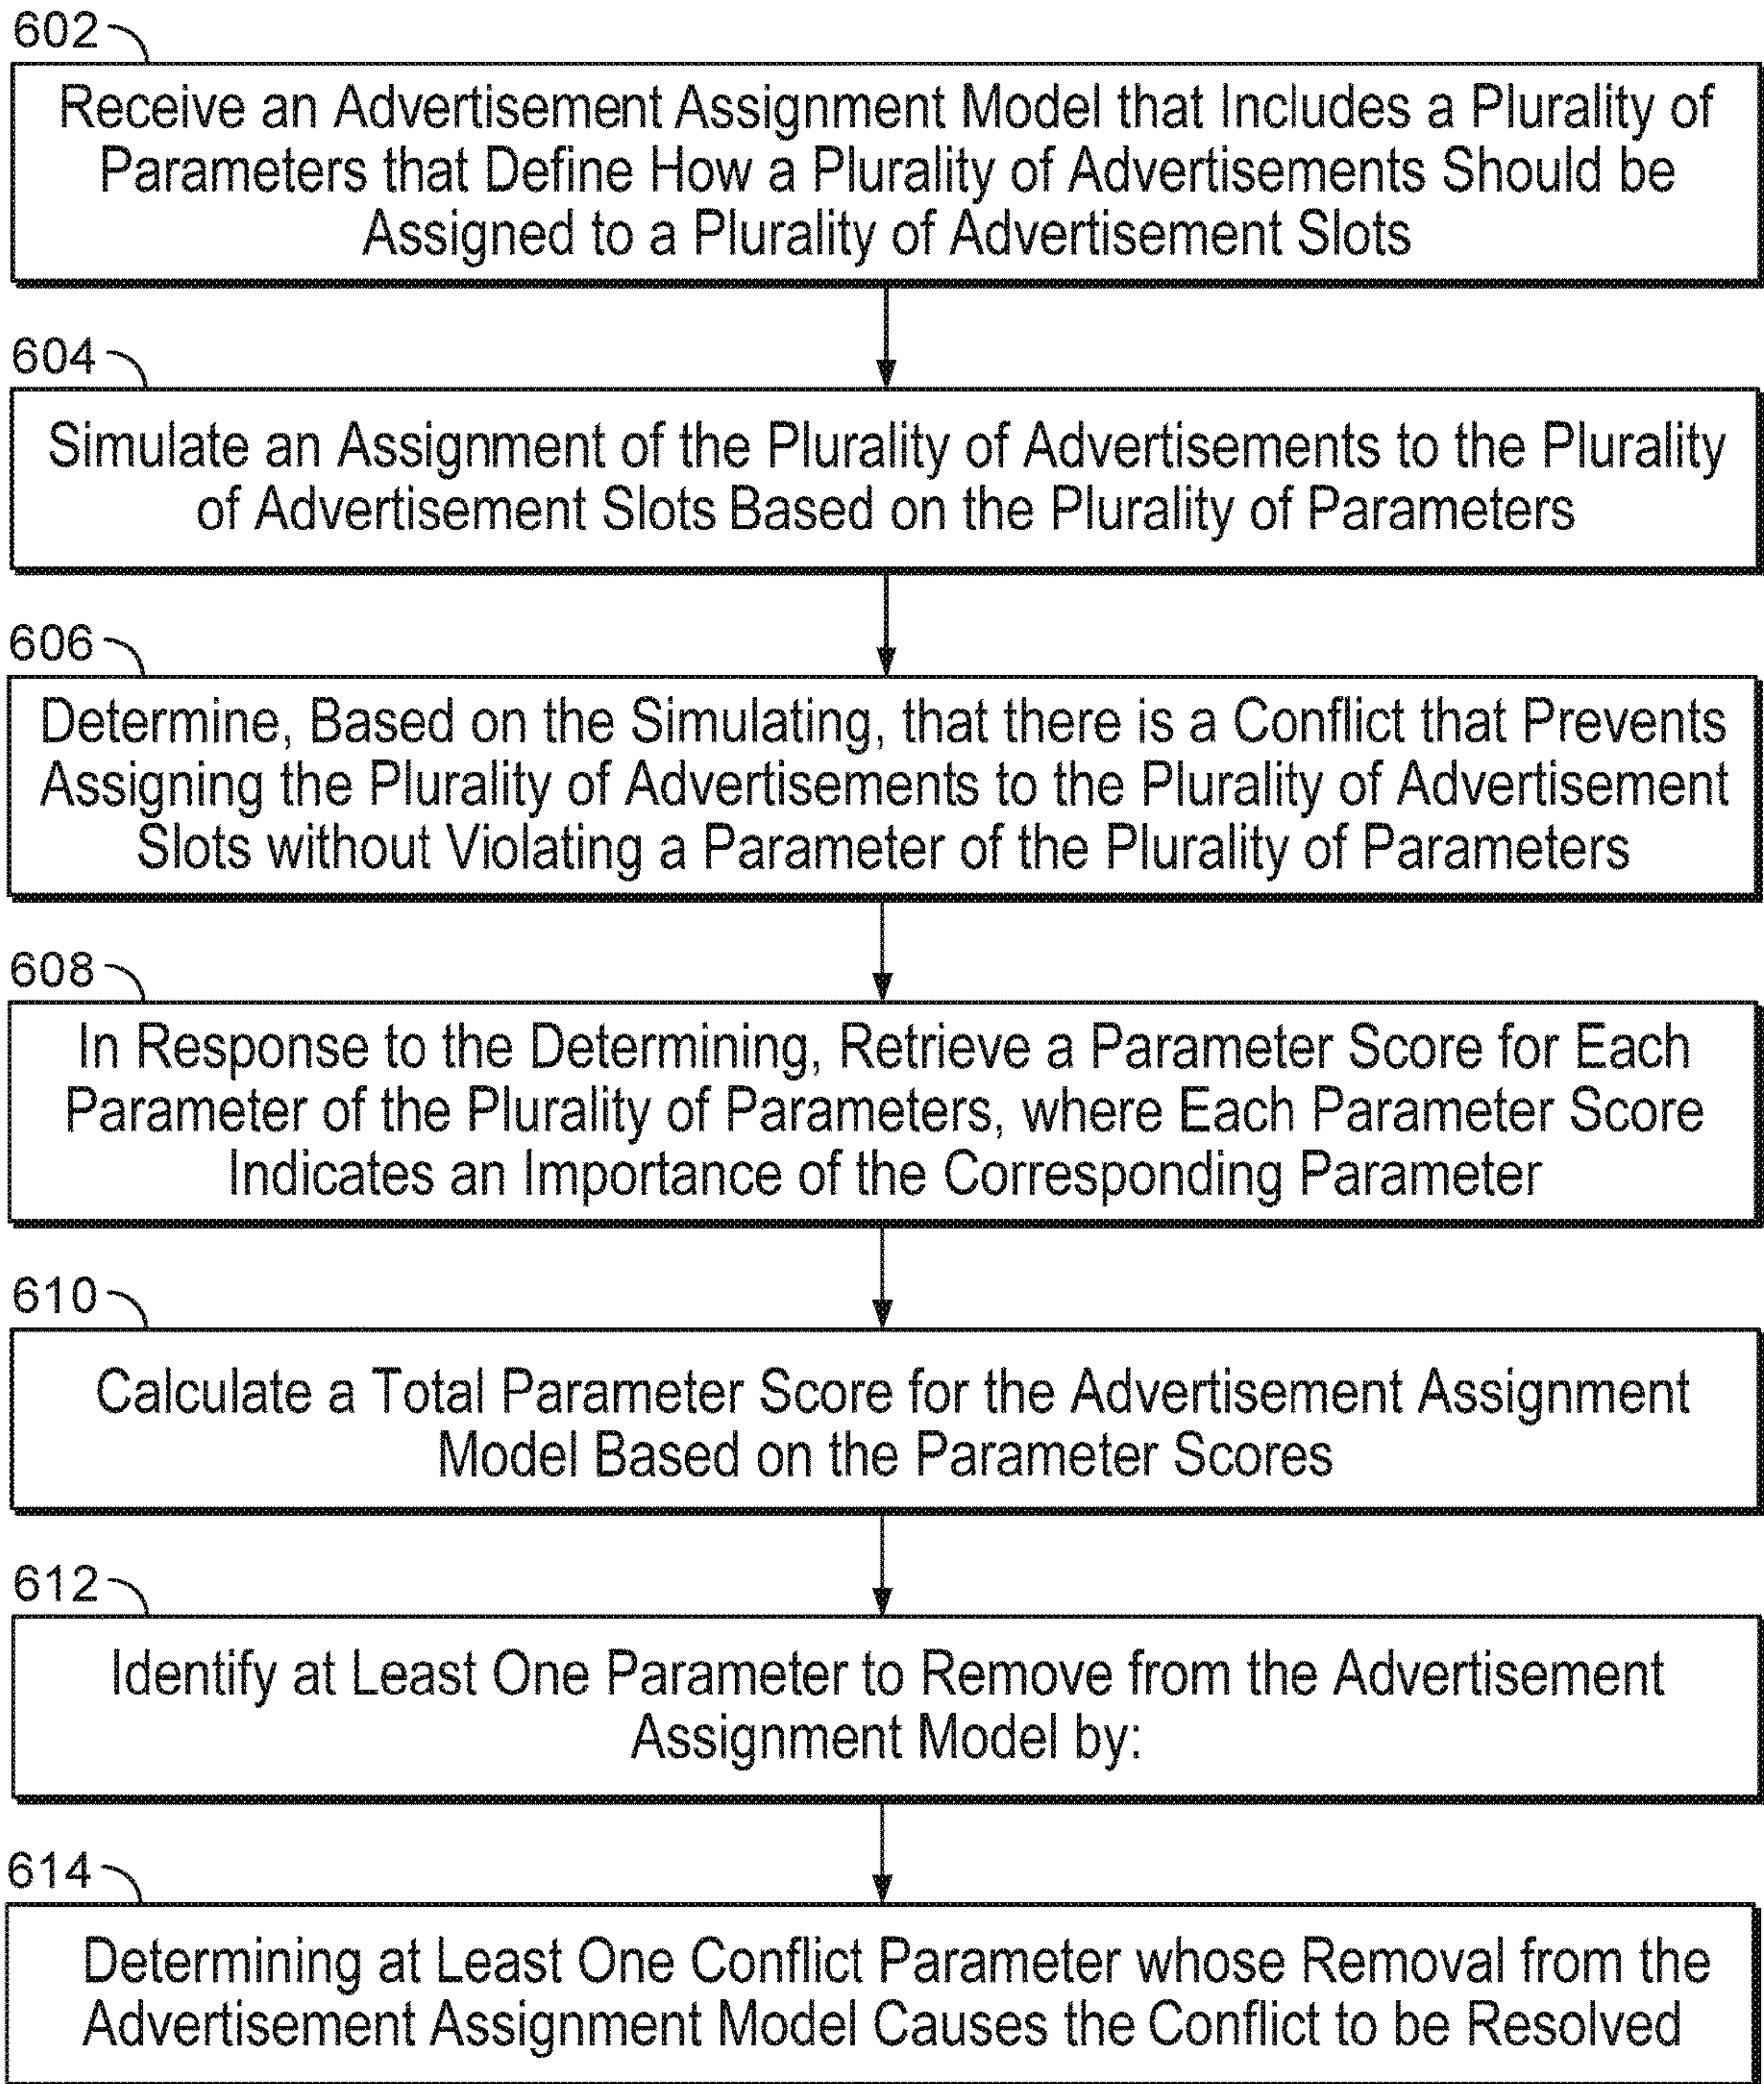 602
Receive an Advertisement Assignment Model that Includes a Plurality of
Parameters that Define How a Plurality of Advertisements Should be
Assigned to a Plurality of Advertisement Slots
604
Simulate an Assignment of the Plurality of Advertisements to the Plurality
of Advertisement Slots Based on the Plurality of Parameters
606
Determine, Based on the Simulating, that there is a Conflict that Prevents
Assigning the Plurality of Advertisements to the Plurality of Advertisement
Slots without Violating a Parameter of the Plurality of Parameters
608
In Response to the Determining, Retrieve a Parameter Score for Each
Parameter of the Plurality of Parameters, where Each Parameter Score
Indicates an Importance of the Corresponding Parameter
610
Calculate a Total Parameter Score for the Advertisement Assignment
Model Based on the Parameter Scores
612
Identify at Least One Parameter to Remove from the Advertisement
Assignment Model by:
614
Determining at Least One Conflict Parameter whose Removal from the
Advertisement Assignment Model Causes the Conflict to be Resolved